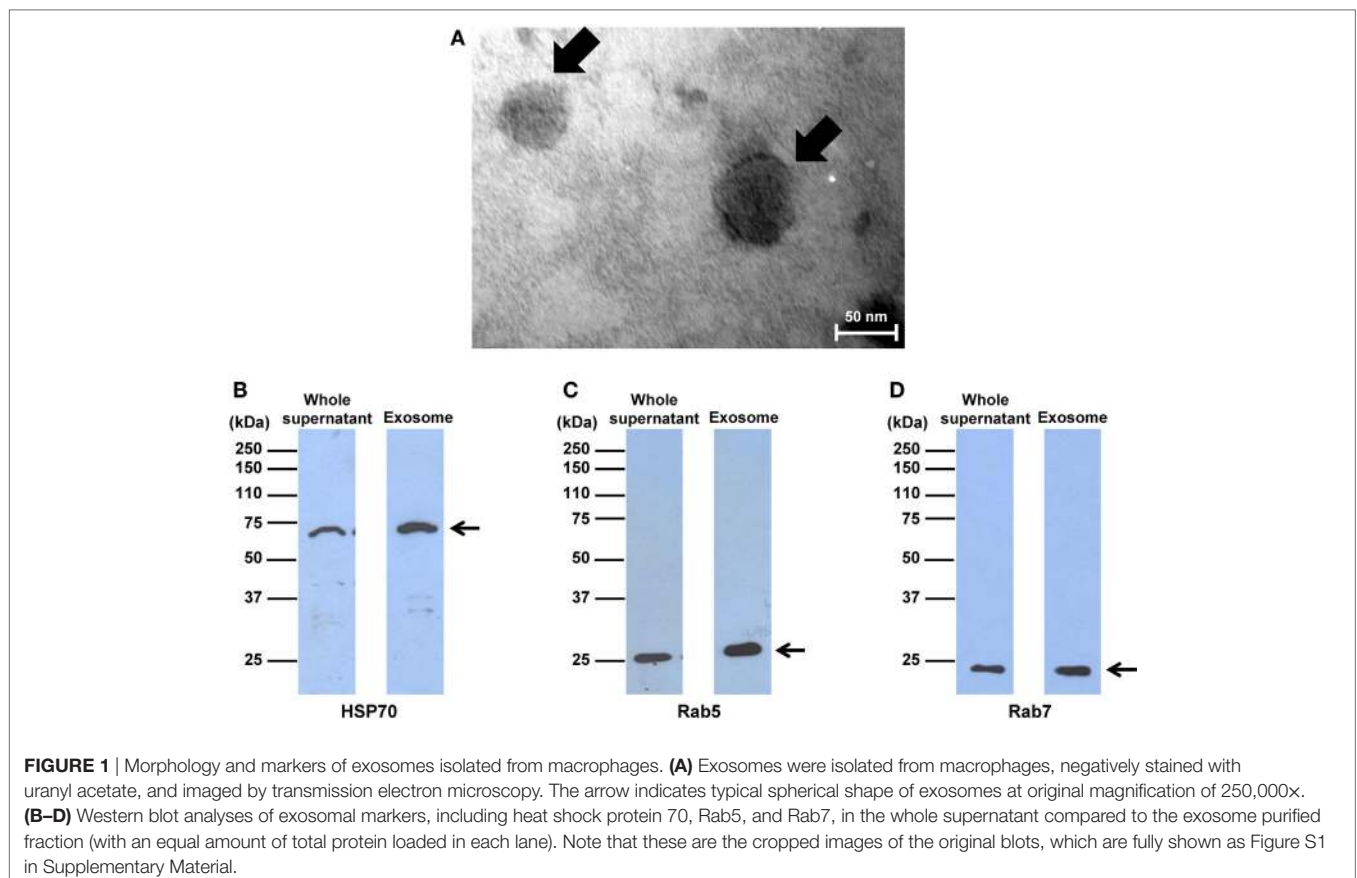 A
50 nm
B
Whole
(kDa) supernatant Exosome
250
150
110
75
50
37
25
HSP70
C
Whole
(kDa) supernatant Exosome
250
150
110
75
50
37
25
Rab5
D
Whole
(kDa) supernatant Exosome
250
150
110
75
50
37
25
Rab7
FIGURE 1 | Morphology and markers of exosomes isolated from macrophages. (A) Exosomes were isolated from macrophages, negatively stained with
uranyl acetate, and imaged by transmission electron microscopy. The arrow indicates typical spherical shape of exosomes at original magnification of 250,000×.
(B–D) Western blot analyses of exosomal markers, including heat shock protein 70, Rab5, and Rab7, in the whole supernatant compared to the exosome purified
fraction (with an equal amount of total protein loaded in each lane). Note that these are the cropped images of the original blots, which are fully shown as Figure S1
in Supplementary Material.